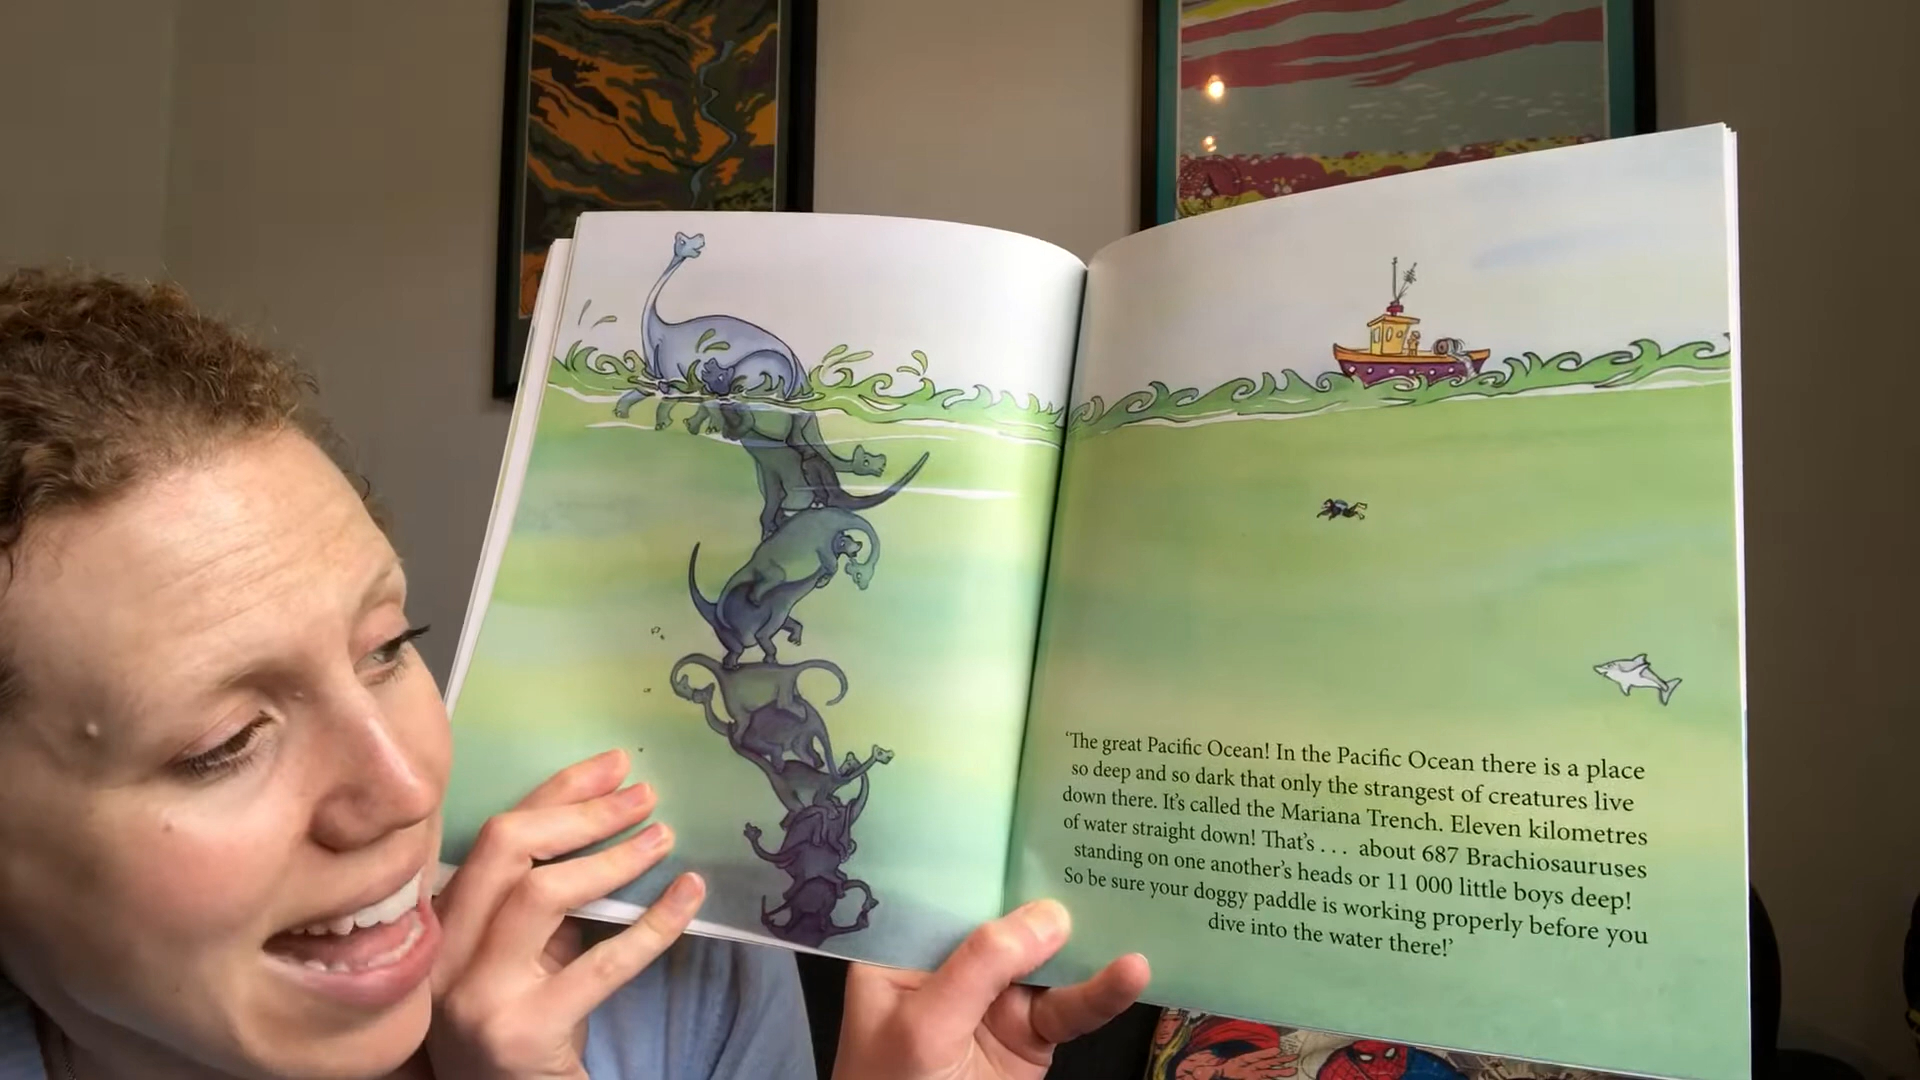 ‘The great Pacific Ocean! In the Pacific Ocean there is a place
so deep and so dark that only the strangest of creatures live
down there. It’s called the Mariana Trench. Eleven kilometres
of water straight down! That’s . . . about 687 Brachiosauruses
standing on one another’s heads or 11 000 little boys deep!
So be sure your doggy paddle is working properly before you
dive into the water there!’